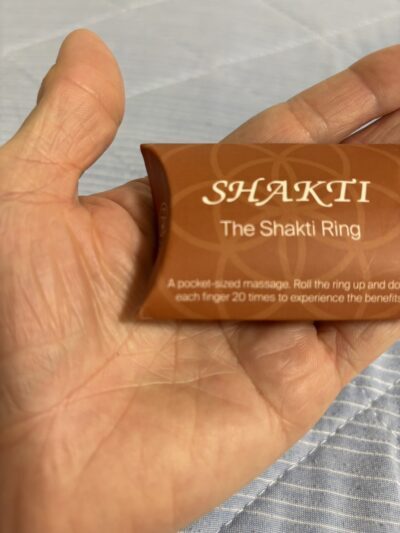 SHAKTI
The Shakti Ring
A pocket-sized massage. Roll the ring up and do
each finger 20 times to experience the benefits